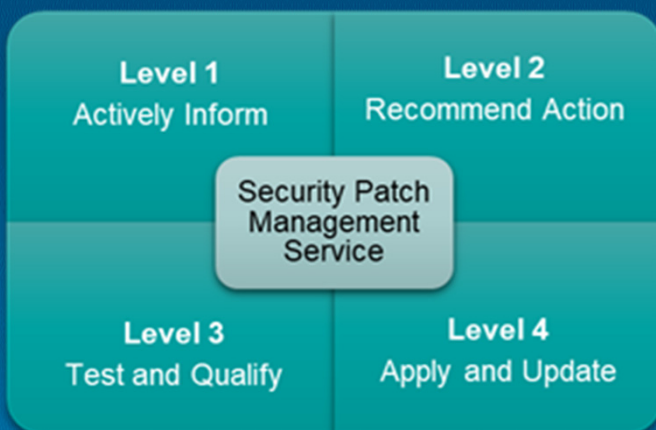 Level 1
Actively Inform
Level 2
Recommend Action
Security Patch
Management
Service
Level 3
Test and Qualify
Level 4
Apply and Update